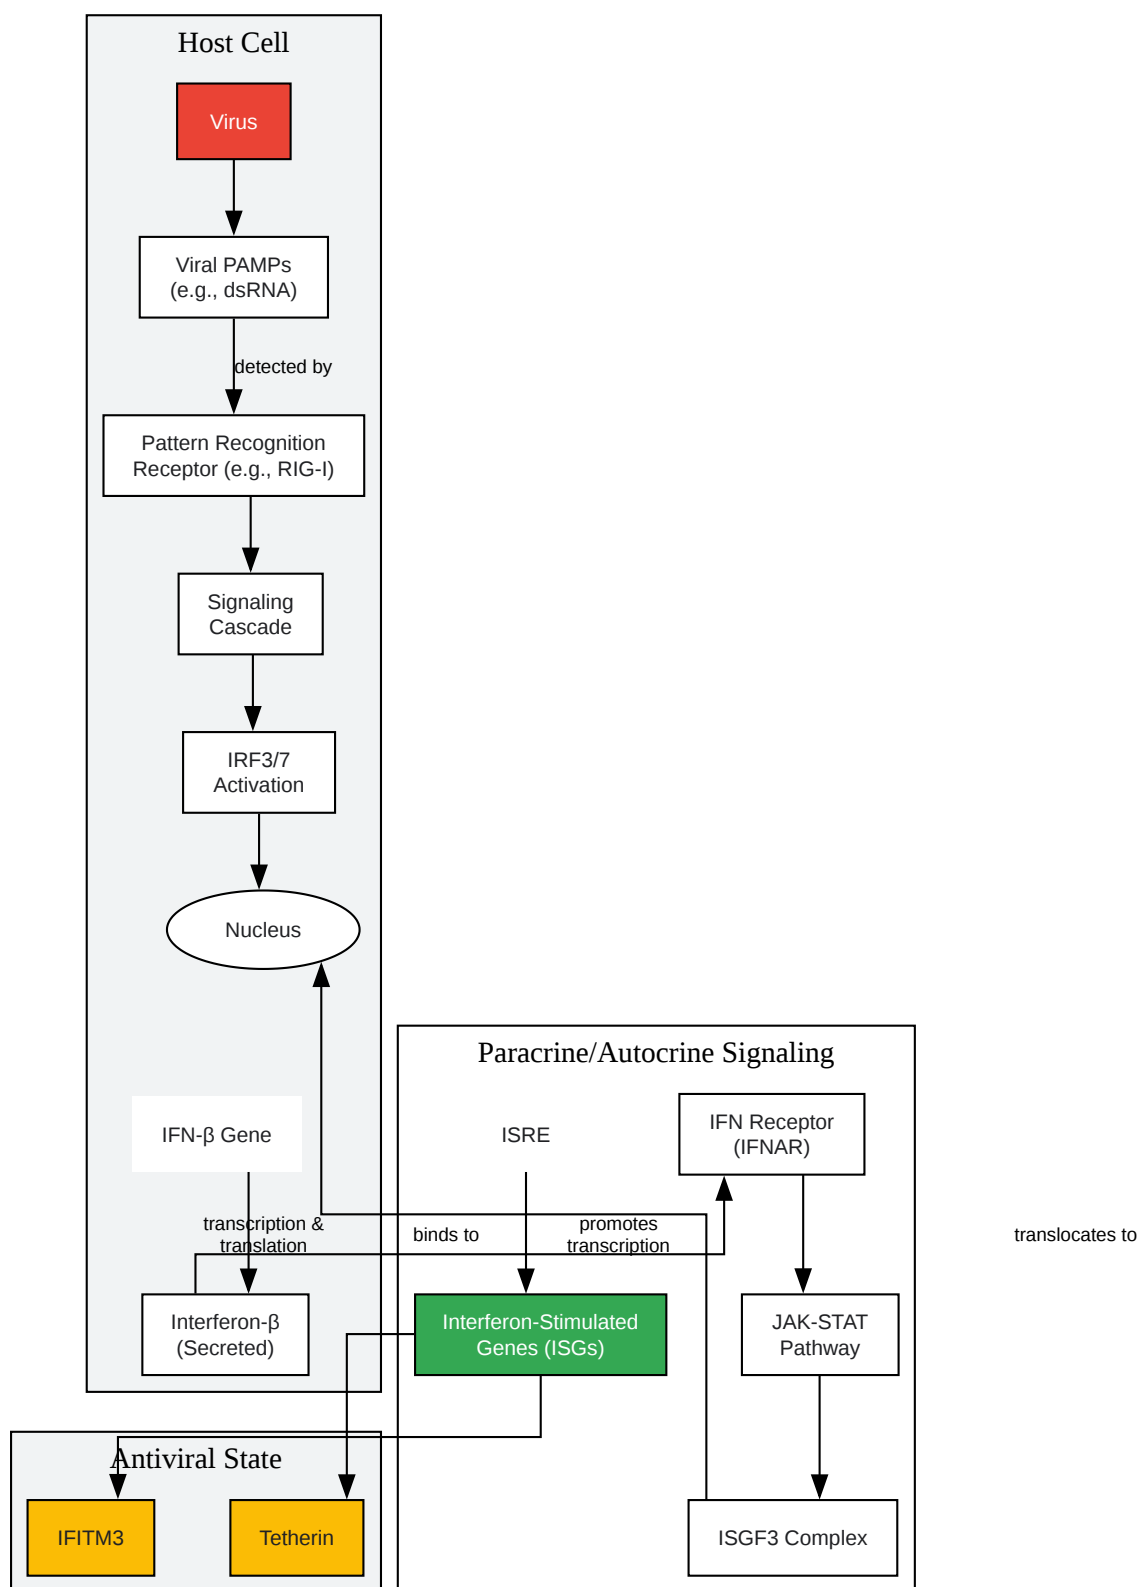 Host Cell
Virus
Viral PAMPs
(e.g., dsRNA)
detected by
Pattern Recognition
Receptor (e.g., RIG-I)
Signaling
Cascade
IRF3/7
Activation
Nucleus
Paracrine/Autocrine Signaling
IFN-β Gene
ISRE
IFN Receptor
(IFNAR)
transcription &
translation
binds to
promotes
transcription
translocates to
Interferon-β
(Secreted)
Interferon-Stimulated
Genes (ISGs)
JAK-STAT
Pathway
Antiviral State
IFITM3
Tetherin
ISGF3 Complex